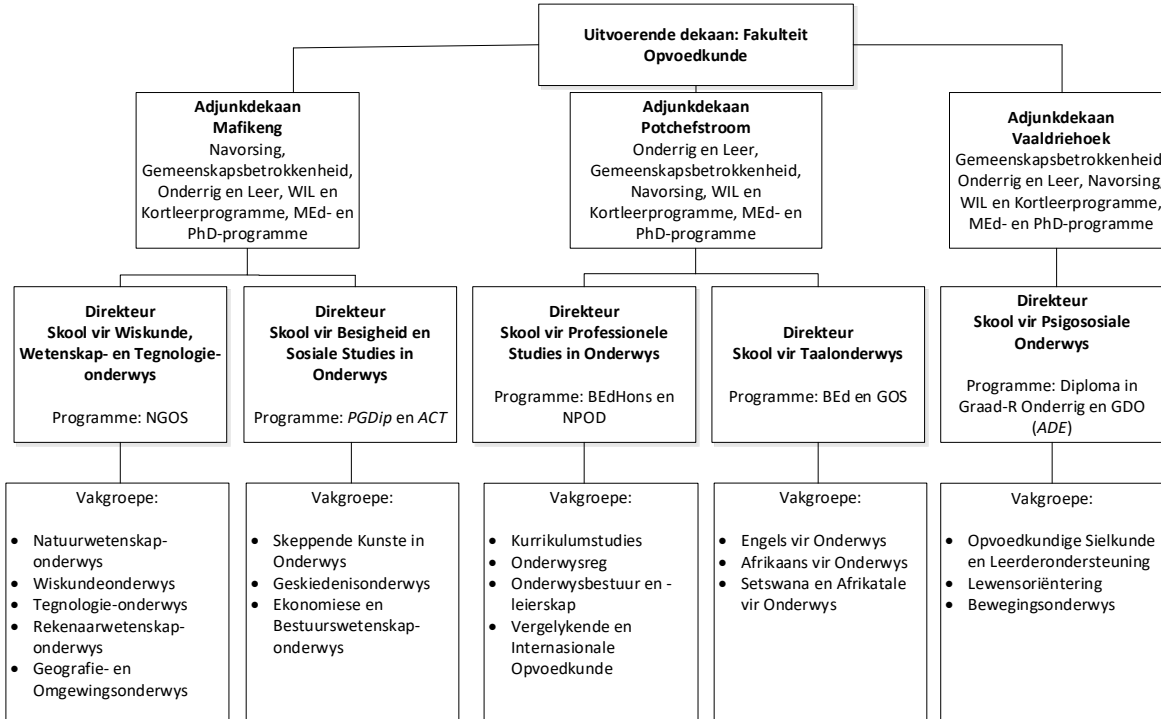 Uitvoerende dekaan: Fakulteit
Opvoedkunde
Adjunkdekaan
Mafikeng
Navorsing,
Gemeenskapsbetrokkenheid,
Onderrig en Leer, WIL en
Kortleerprogramme, MEd- en
PhD-programme
Adjunkdekaan
Potchefstroom
Onderrig en Leer,
Gemeenskapsbetrokkenheid,
Navorsing, WIL en
Kortleerprogramme, MEd- en
PhD-programme
Adjunkdekaan
Vaaldriehoek
Gemeenskapsbetrokkenheid,
Onderrig en Leer, Navorsing,
WIL en Kortleerprogramme,
MEd- en PhD-programme
Direkteur
Skool vir Wiskunde,
Wetenskap- en Tegnologie-
onderwys
Programme: NGOS
Direkteur
Skool vir Besigheid en
Sosiale Studies in
Onderwys
Programme: PGDip en ACT
Direkteur
Skool vir Professionele
Studies in Onderwys
Programme: BEdHons en
NPOD
Direkteur
Skool vir Taalonderwys
Programme: BEd en GOS
Direkteur
Skool vir Psigososiale
Onderwys
Programme: Diploma in
Graad-R Onderrig en GDO
(ADE)
Vakgroepe:
• Natuurwetenskap-
onderwys
• Wiskundeonderwys
• Tegnologie-onderwys
• Rekenaarwetenskap-
onderwys
• Geografie- en
Omgewingsonderwys
Vakgroepe:
• Skeppende Kunste in
Onderwys
• Geskiedenisonderwys
• Ekonomiese en
Bestuurswetenskap-
onderwys
Vakgroepe:
• Kurrikulumstudies
• Onderwysreg
• Onderwysbestuur en -
leierskap
• Vergelykende en
Internasionale
Opvoedkunde
Vakgroepe:
• Engels vir Onderwys
• Afrikaans vir Onderwys
• Setswana en Afrikatale
vir Onderwys
Vakgroepe:
• Opvoedkundige Sielkunde
en Leerderondersteuning
• Lewensoriëntering
• Bewegingsonderwys